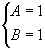 A = 1
B = 1